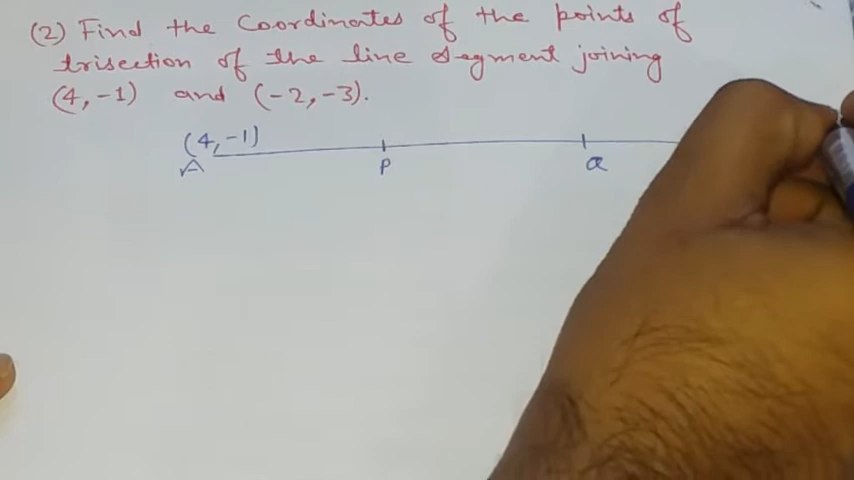 (2) Find the Coordinates of the points of
trisection of the line segment joining
(4, -1) and (-2, -3).
(4, -1)
A P Q